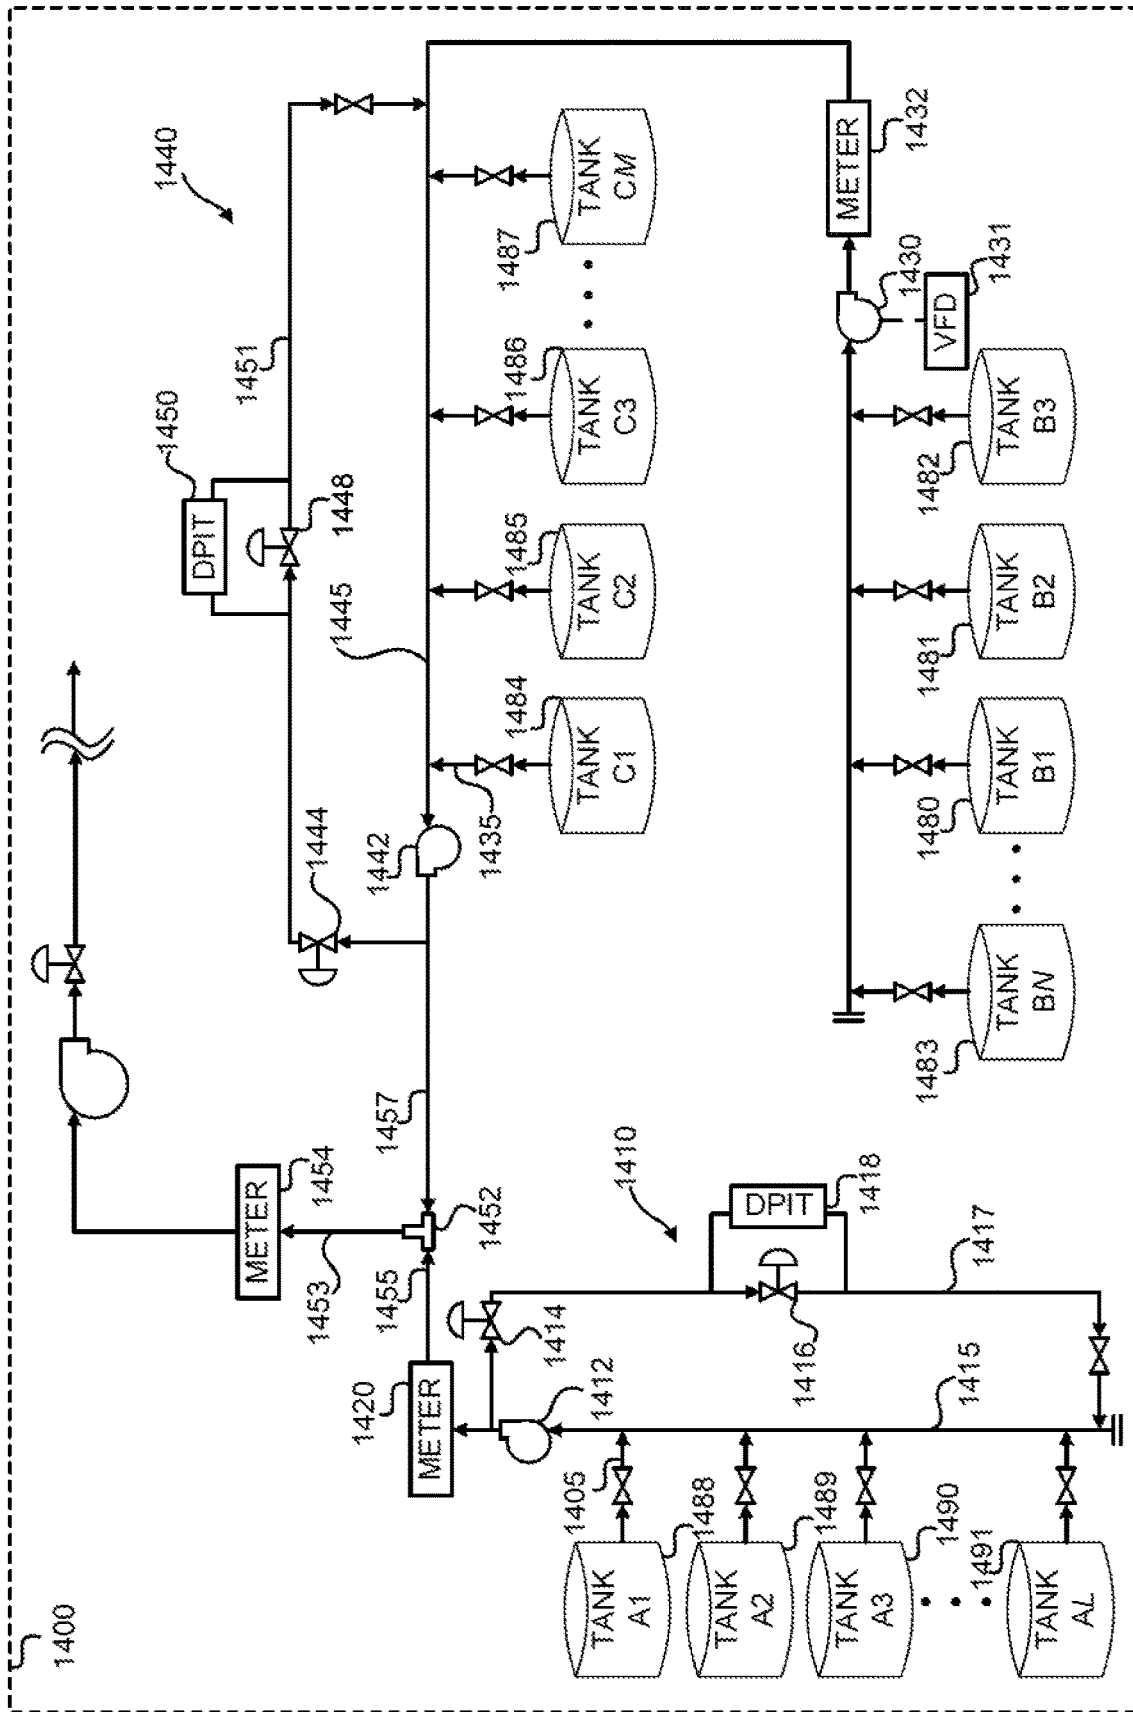 1400
TANK
A1
1488
TANK
A2
1489
TANK
A3
1490
• • •
TANK
AL
1491
1405
1415
1412
METER
1420
1414
1416
DPIT
1418
1417
1410
1455
1452
1453
METER
1454
1457
1442
1444
1435
1445
1448
DPIT
1450
1451
1440
TANK
C1
1484
TANK
C2
1485
TANK
C3
1486
• • •
TANK
CM
1487
METER
1432
1430
VFD
1431
TANK
BN
1483
• • •
TANK
B1
1480
TANK
B2
1481
TANK
B3
1482